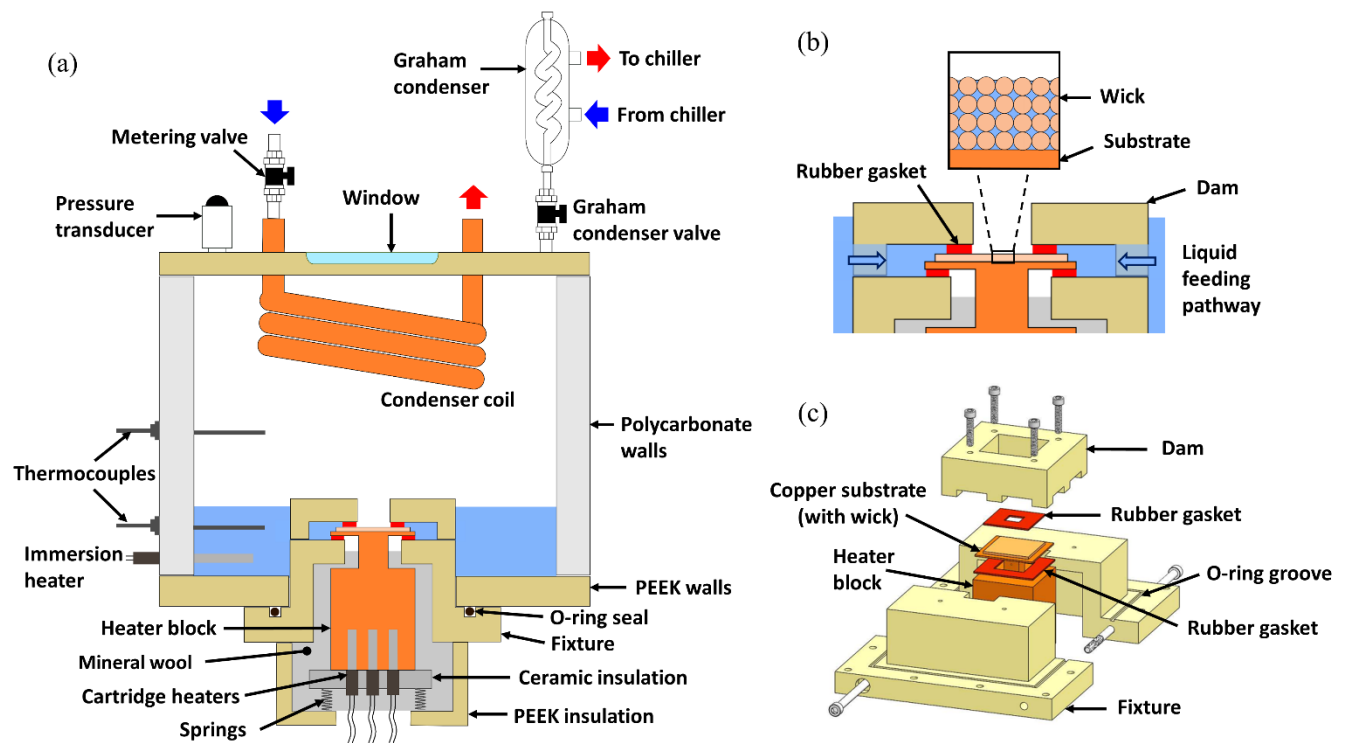 (a)
Graham
condenser
To chiller
From chiller
Metering valve
Pressure
transducer
Window
Graham
condenser valve
Condenser coil
Polycarbonate
walls
Thermocouples
Immersion
heater
PEEK walls
O-ring seal
Heater block
Fixture
Mineral wool
Cartridge heaters
Ceramic insulation
Springs
PEEK insulation
(b)
Wick
Substrate
Rubber gasket
Dam
Liquid
feeding
pathway
(c)
Dam
Copper substrate
(with wick)
Rubber gasket
Heater
block
O-ring groove
Rubber gasket
Fixture